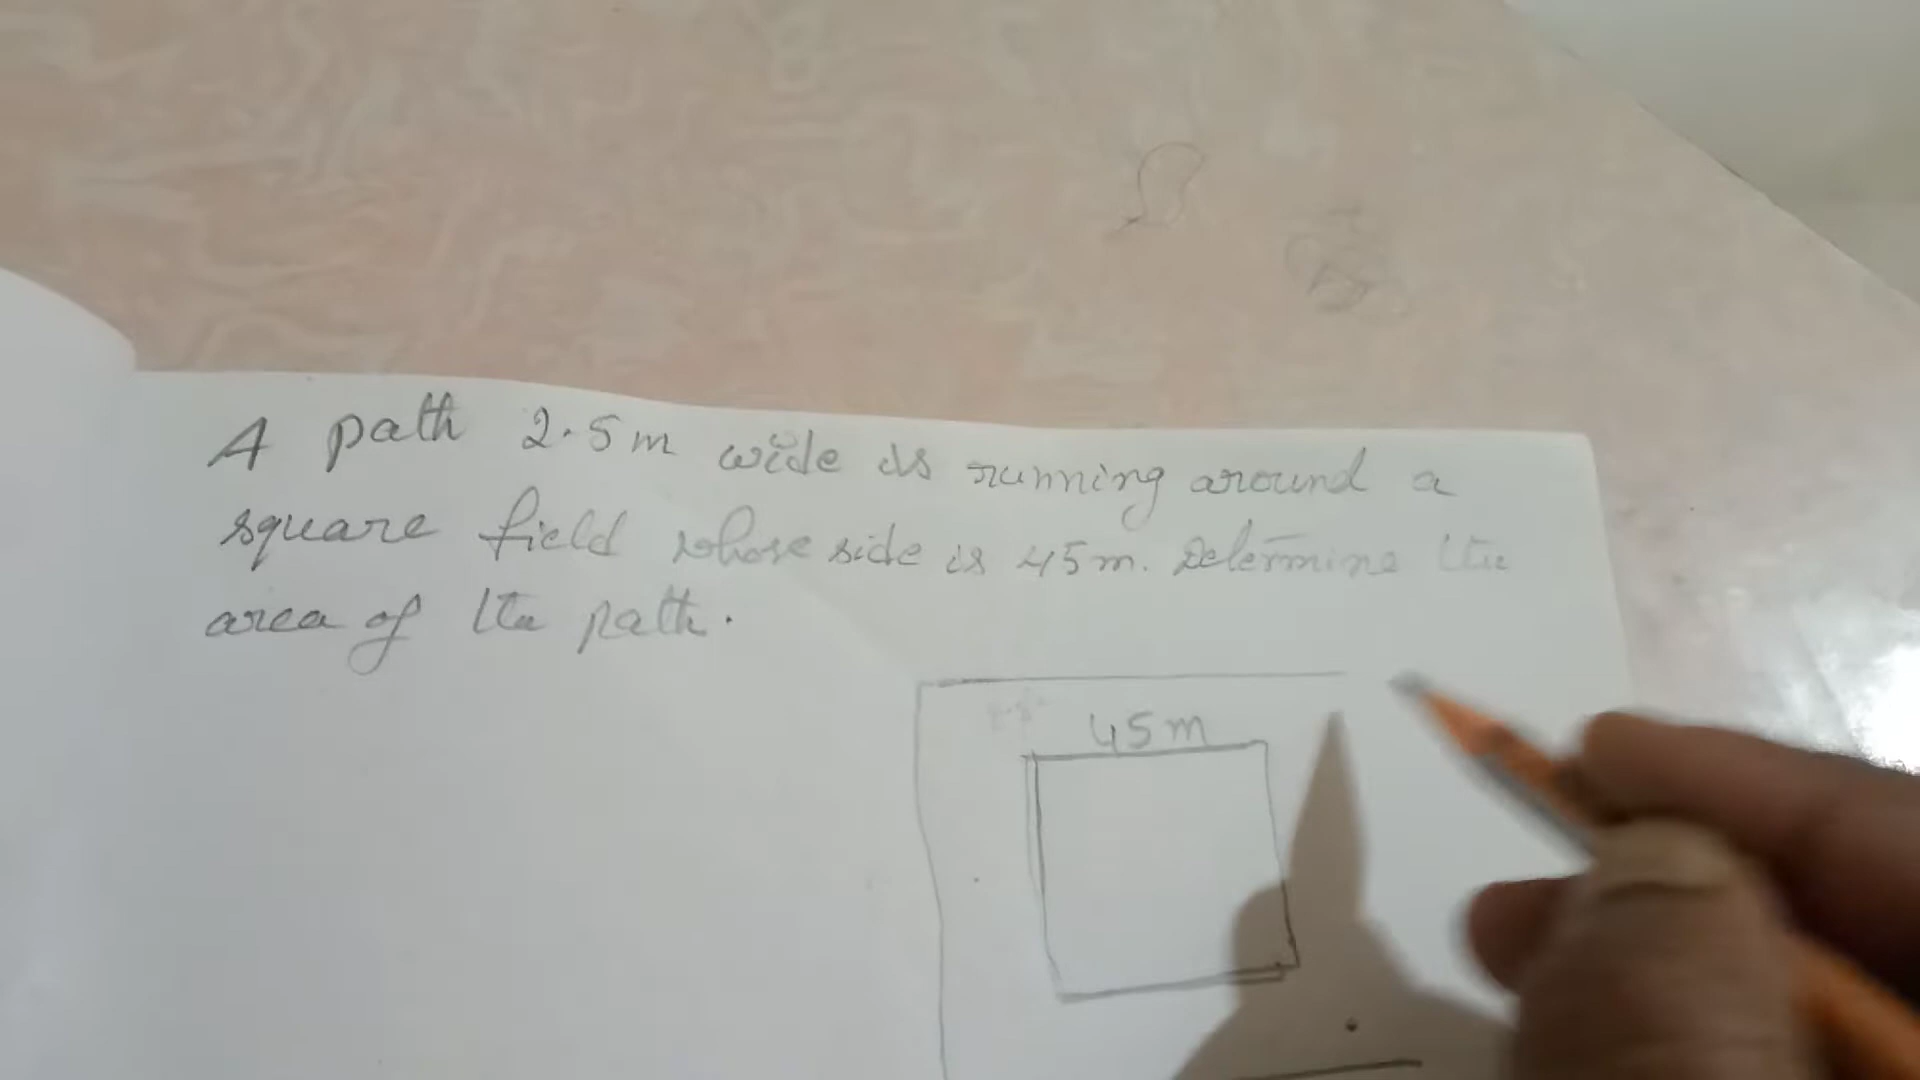 A path 2.5m wide is running around a
square field whose side is 45m. Determine the
area of the path.
45m